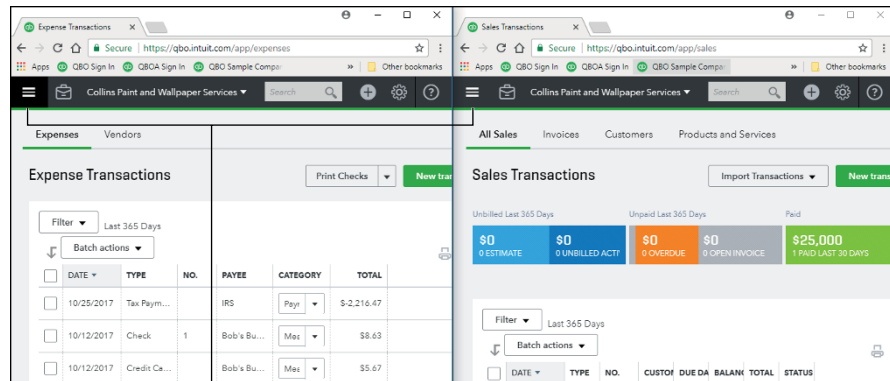 Expense Transactions
Secure | https://qbo.intuit.com/app/expenses
Apps QBO Sign In QBOA Sign In QBO Sample Compar » Other bookmarks
Collins Paint and Wallpaper Services Search
Expenses Vendors
Expense Transactions Print Checks New tran
Filter Last 365 Days
Batch actions
DATE TYPE NO. PAYEE CATEGORY TOTAL
10/25/2017 Tax Paym... IRS Payr $-2,216.47
10/12/2017 Check 1 Bob's Bu... Mea $8.63
10/12/2017 Credit Ca... Bob's Bu... Mea $5.67
Sales Transactions
Secure | https://qbo.intuit.com/app/sales
Apps QBO Sign In QBOA Sign In QBO Sample Compar » Other bookmarks
Collins Paint and Wallpaper Services Search
All Sales Invoices Customers Products and Services
Sales Transactions Import Transactions New trans
Unbilled Last 365 Days Unpaid Last 365 Days Paid
$0 $0 $0 $0 $25,000
0 ESTIMATE 0 UNBILLED ACTI 0 OVERDUE 0 OPEN INVOICE 1 PAID LAST 30 DAYS
Filter Last 365 Days
Batch actions
DATE TYPE NO. CUSTOM DUE DA BALANC TOTAL STATUS